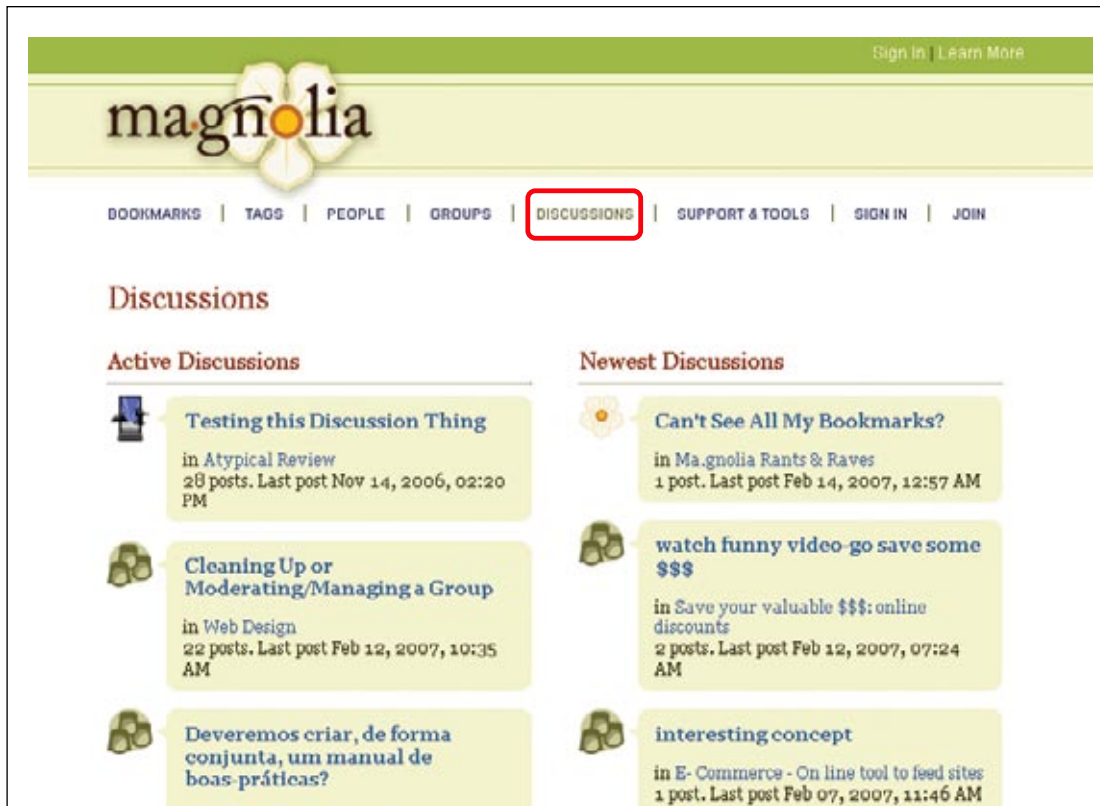 Sign In | Learn More
ma.gnolia
BOOKMARKS | TAGS | PEOPLE | GROUPS | DISCUSSIONS | SUPPORT & TOOLS | SIGN IN | JOIN
Discussions
Active Discussions
Testing this Discussion Thing
in Atypical Review
28 posts. Last post Nov 14, 2006, 02:20
PM
Cleaning Up or
Moderating/Managing a Group
in Web Design
22 posts. Last post Feb 12, 2007, 10:35
AM
Deveremos criar, de forma
conjunta, um manual de
boas-práticas?
Newest Discussions
Can't See All My Bookmarks?
in Ma.gnolia Rants & Raves
1 post. Last post Feb 14, 2007, 12:57 AM
watch funny video-go save some
$$$
in Save your valuable $$$: online
discounts
2 posts. Last post Feb 12, 2007, 07:24
AM
interesting concept
in E-Commerce - On line tool to feed sites
1 post. Last post Feb 07, 2007, 11:46 AM